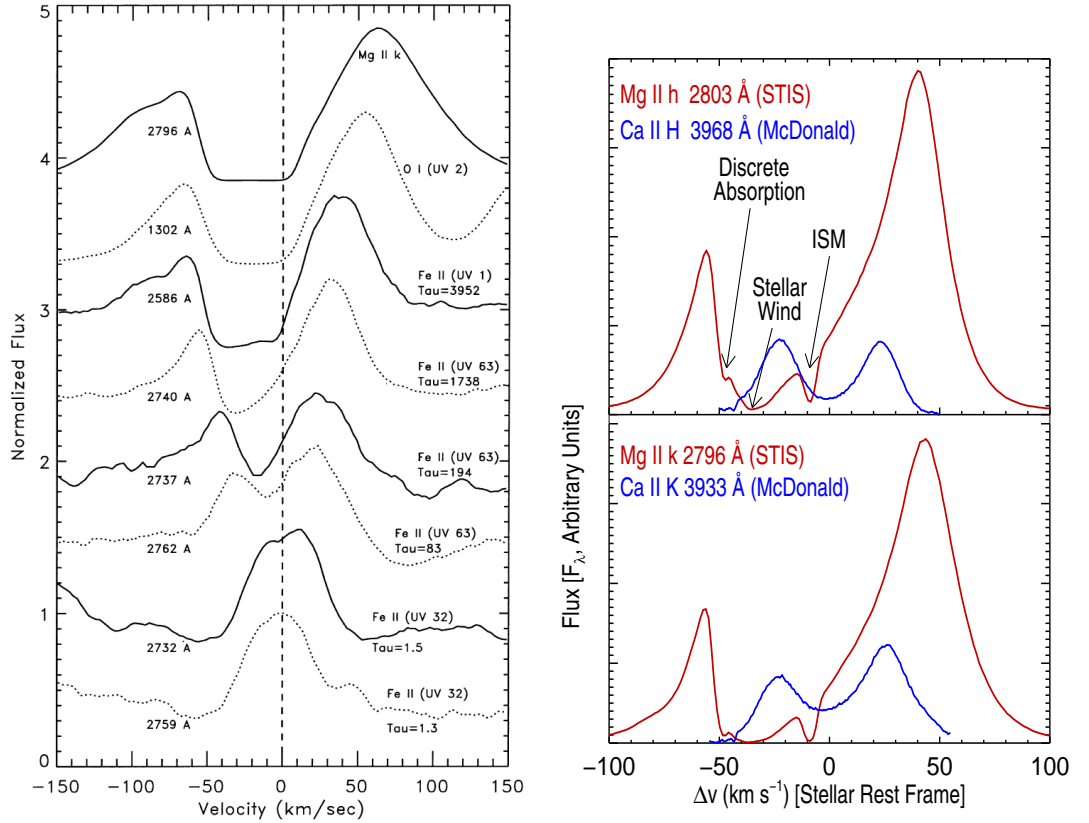 5
4
3
2
1
0
Normalized Flux
Mg II k
2796 A
O I (UV 2)
1302 A
Fe II (UV 1)
Tau=3952
2586 A
Fe II (UV 63)
Tau=1738
2740 A
Fe II (UV 63)
Tau=194
2737 A
Fe II (UV 63)
Tau=83
2762 A
Fe II (UV 32)
Tau=1.5
2732 A
Fe II (UV 32)
Tau=1.3
2759 A
−150 −100 −50 0 50 100 150
Velocity (km/sec)
Mg II h 2803 Å (STIS)
Ca II H 3968 Å (McDonald)
Discrete
Absorption
ISM
Stellar
Wind
Mg II k 2796 Å (STIS)
Ca II K 3933 Å (McDonald)
Flux [Fλ, Arbitrary Units]
−100 −50 0 50 100
Δv (km s⁻¹) [Stellar Rest Frame]